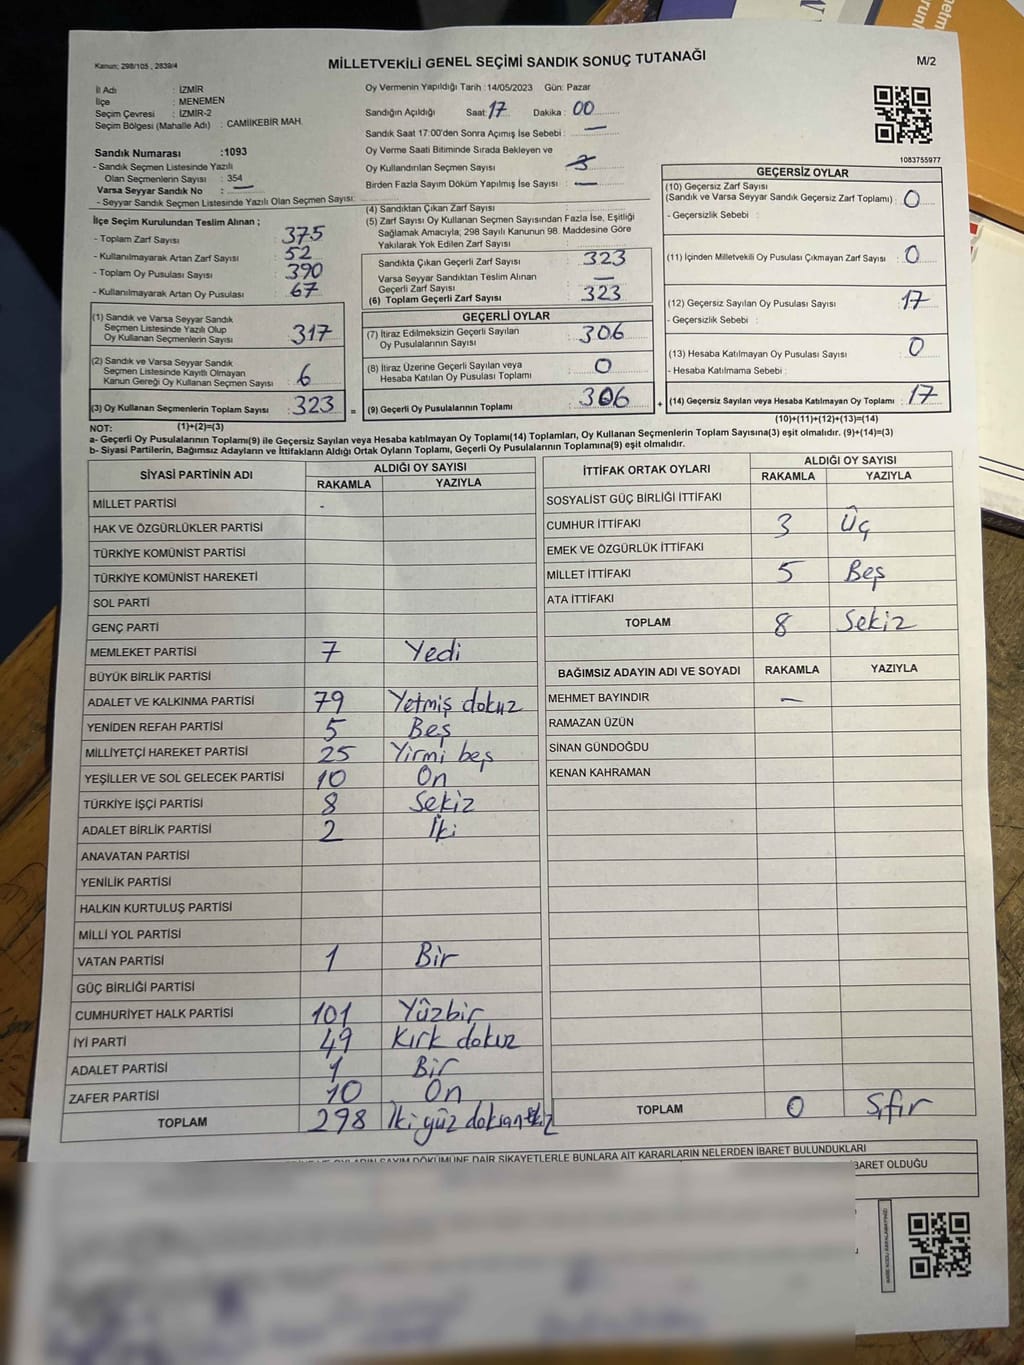 Kanun; 298/105 , 2839/4
MİLLETVEKİLİ GENEL SEÇİMİ SANDIK SONUÇ TUTANAĞI
M/2
İl Adı : İZMİR
İlçe : MENEMEN
Seçim Çevresi : İZMİR-2
Seçim Bölgesi (Mahalle Adı) : CAMİİKEBİR MAH.
Oy Vermenin Yapıldığı Tarih :14/05/2023 Gün: Pazar
Sandığın Açıldığı Saat: 17 Dakika : 00
Sandık Saat 17:00'den Sonra Açımış İse Sebebi : —
Oy Verme Saati Bitiminde Sırada Bekleyen ve
Oy Kullandırılan Seçmen Sayısı :
Birden Fazla Sayım Döküm Yapılmış İse Sayısı : —
1083755977
Sandık Numarası :1093
- Sandık Seçmen Listesinde Yazılı
Olan Seçmenlerin Sayısı : 354
Varsa Seyyar Sandık No : —
- Seyyar Sandık Seçmen Listesinde Yazılı Olan Seçmen Sayısı:
İlçe Seçim Kurulundan Teslim Alınan ;
- Toplam Zarf Sayısı : 375
- Kullanılmayarak Artan Zarf Sayısı : 52
- Toplam Oy Pusulası Sayısı : 390
- Kullanılmayarak Artan Oy Pusulası : 67
(4) Sandıktan Çıkan Zarf Sayısı :
(5) Zarf Sayısı Oy Kullanan Seçmen Sayısından Fazla İse, Eşitliği
Sağlamak Amacıyla; 298 Sayılı Kanunun 98. Maddesine Göre
Yakılarak Yok Edilen Zarf Sayısı :
Sandıkta Çıkan Geçerli Zarf Sayısı : 323
Varsa Seyyar Sandıktan Teslim Alınan
Geçerli Zarf Sayısı : —
(6) Toplam Geçerli Zarf Sayısı : 323
GEÇERSİZ OYLAR
(10) Geçersiz Zarf Sayısı
(Sandık ve Varsa Seyyar Sandık Geçersiz Zarf Toplamı) : 0
- Geçersizlik Sebebi :
(11) İçinden Milletvekili Oy Pusulası Çıkmayan Zarf Sayısı : 0
(12) Geçersiz Sayılan Oy Pusulası Sayısı : 17
- Geçersizlik Sebebi :
(13) Hesaba Katılmayan Oy Pusulası Sayısı : 0
- Hesaba Katılmama Sebebi :
(14) Geçersiz Sayılan veya Hesaba Katılmayan Oy Toplamı : 17
(10)+(11)+(12)+(13)=(14)
(1) Sandık ve Varsa Seyyar Sandık
Seçmen Listesinde Yazılı Olup
Oy Kullanan Seçmenlerin Sayısı : 317
(2) Sandık ve Varsa Seyyar Sandık
Seçmen Listesinde Kayıtlı Olmayan
Kanun Gereği Oy Kullanan Seçmen Sayısı : 6
(3) Oy Kullanan Seçmenlerin Toplam Sayısı : 323 =
(1)+(2)=(3)
GEÇERLİ OYLAR
(7) İtiraz Edilmeksizin Geçerli Sayılan
Oy Pusulalarının Sayısı : 306
(8) İtiraz Üzerine Geçerli Sayılan veya
Hesaba Katılan Oy Pusulası Toplamı : 0
(9) Geçerli Oy Pusulalarının Toplamı : 306 +
NOT:
a- Geçerli Oy Pusulalarının Toplamı(9) ile Geçersiz Sayılan veya Hesaba katılmayan Oy Toplamı(14) Toplamları, Oy Kullanan Seçmenlerin Toplam Sayısına(3) eşit olmalıdır. (9)+(14)=(3)
b- Siyasi Partilerin, Bağımsız Adayların ve İttifakların Aldığı Ortak Oyların Toplamı, Geçerli Oy Pusulalarının Toplamına(9) eşit olmalıdır.
SİYASİ PARTİNİN ADI ALDIĞI OY SAYISI
RAKAMLA YAZIYLA
MİLLET PARTİSİ -
HAK VE ÖZGÜRLÜKLER PARTİSİ
TÜRKİYE KOMÜNİST PARTİSİ
TÜRKİYE KOMÜNİST HAREKETİ
SOL PARTİ
GENÇ PARTİ
MEMLEKET PARTİSİ 7 Yedi
BÜYÜK BİRLİK PARTİSİ
ADALET VE KALKINMA PARTİSİ 79 Yetmiş dokuz
YENİDEN REFAH PARTİSİ 5 Beş
MİLLİYETÇİ HAREKET PARTİSİ 25 Yirmi beş
YEŞİLLER VE SOL GELECEK PARTİSİ 10 On
TÜRKİYE İŞÇİ PARTİSİ 8 Sekiz
ADALET BİRLİK PARTİSİ 2 İki
ANAVATAN PARTİSİ
YENİLİK PARTİSİ
HALKIN KURTULUŞ PARTİSİ
MİLLİ YOL PARTİSİ
VATAN PARTİSİ 1 Bir
GÜÇ BİRLİĞİ PARTİSİ
CUMHURİYET HALK PARTİSİ 101 Yüzbir
İYİ PARTİ 49 Kırk dokuz
ADALET PARTİSİ 1 Bir
ZAFER PARTİSİ 10 On
TOPLAM 298 İki yüz doksan sekiz
İTTİFAK ORTAK OYLARI ALDIĞI OY SAYISI
RAKAMLA YAZIYLA
SOSYALİST GÜÇ BİRLİĞİ İTTİFAKI
CUMHUR İTTİFAKI 3 Üç
EMEK VE ÖZGÜRLÜK İTTİFAKI
MİLLET İTTİFAKI 5 Beş
ATA İTTİFAKI
TOPLAM 8 Sekiz
BAĞIMSIZ ADAYIN ADI VE SOYADI RAKAMLA YAZIYLA
MEHMET BAYINDIR —
RAMAZAN ÜZÜN
SİNAN GÜNDOĞDU
KENAN KAHRAMAN
TOPLAM 0 Sıfır
OYLARIN SAYIM DÖKÜMÜNE DAİR ŞİKAYETLERLE BUNLARA AİT KARARLARIN NELERDEN İBARET BULUNDUKLARI
İBARET OLDUĞU